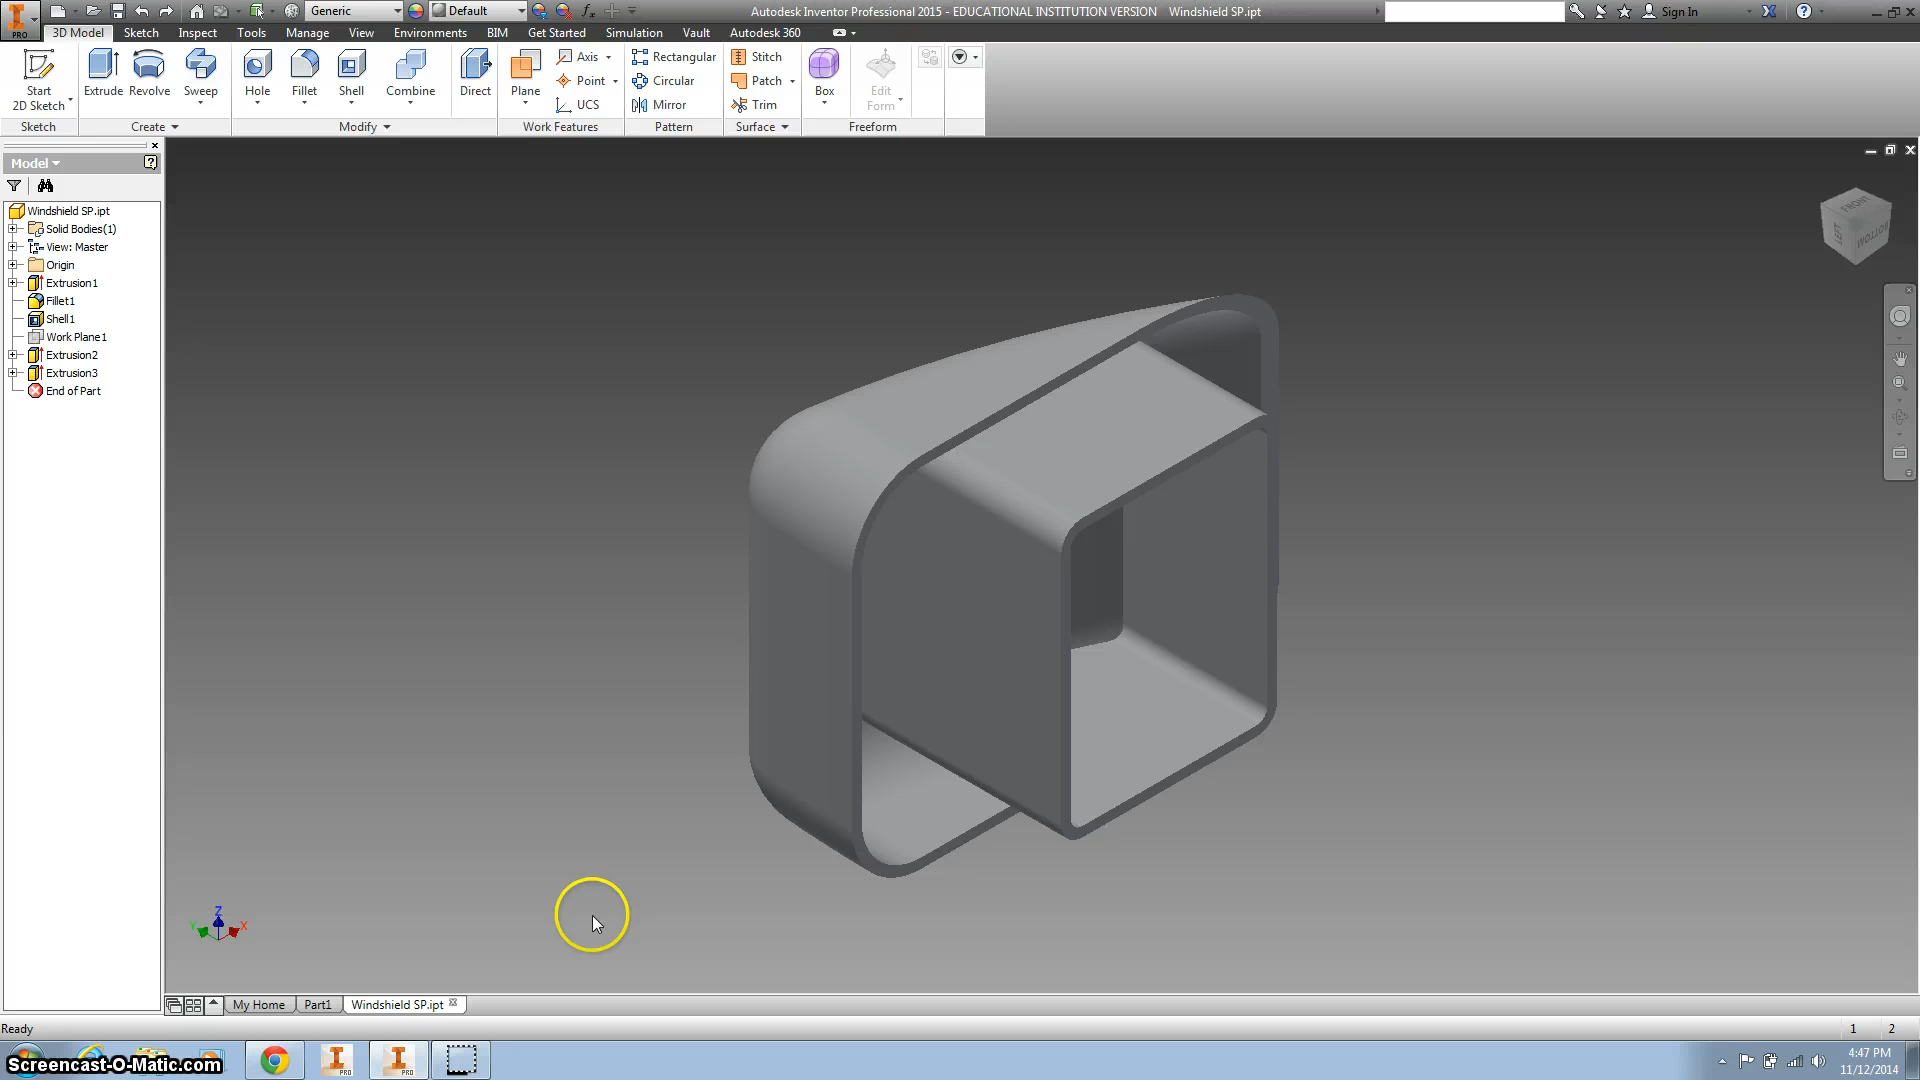 Generic
Default
Autodesk Inventor Professional 2015 - EDUCATIONAL INSTITUTION VERSION Windshield SP.ipt
Sign In
PRO
3D Model Sketch Inspect Tools Manage View Environments BIM Get Started Simulation Vault Autodesk 360
Start
2D Sketch
Extrude Revolve Sweep
Hole Fillet Shell Combine
Direct
Plane
Axis
Point
UCS
Rectangular
Circular
Mirror
Stitch
Patch
Trim
Box
Edit
Form
Sketch Create Modify Work Features Pattern Surface Freeform
Model
Windshield SP.ipt
Solid Bodies(1)
View: Master
Origin
Extrusion1
Fillet1
Shell1
Work Plane1
Extrusion2
Extrusion3
End of Part
FRONT
BOTTOM
Z
Y
X
My Home Part1 Windshield SP.ipt
Ready
1 2
Screencast-O-Matic.com
PRO
PRO
4:47 PM
11/12/2014